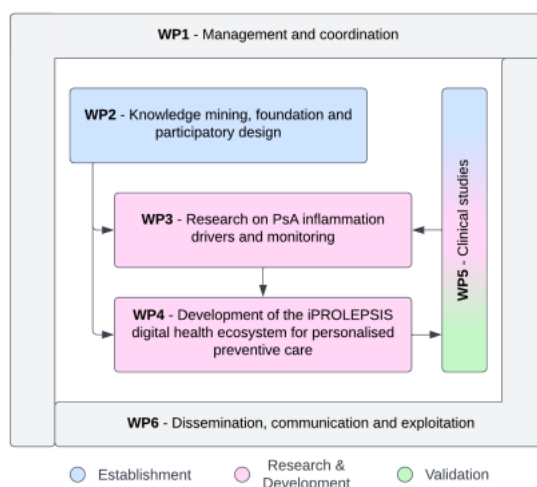 WP1 - Management and coordination
WP2 - Knowledge mining, foundation and
participatory design
WP5 - Clinical studies
WP3 - Research on PsA inflammation
drivers and monitoring
WP4 - Development of the iPROLEPSIS
digital health ecosystem for personalised
preventive care
WP6 - Dissemination, communication and exploitation
Establishment
Research &
Development
Validation